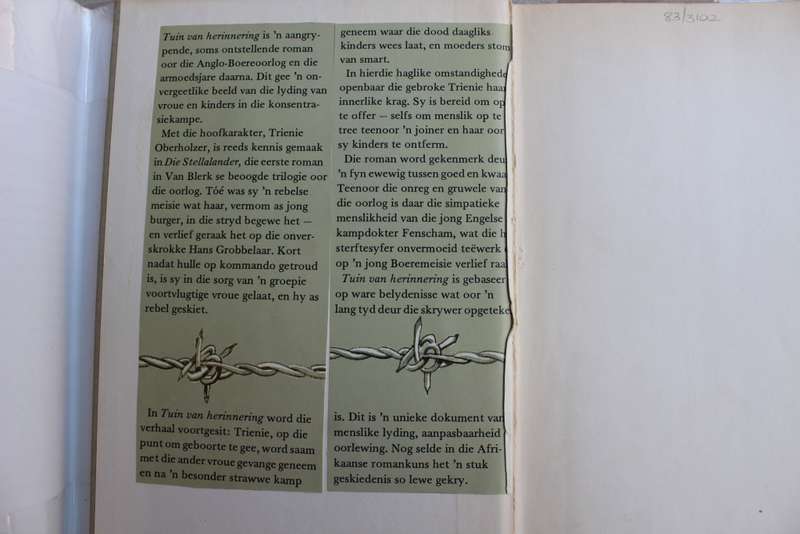 Tuin van herinnering is 'n aangry-
pende, soms ontstellende roman
oor die Anglo-Boereoorlog en die
armoedsjare daarna. Dit gee 'n on-
vergeetlike beeld van die lyding van
vroue en kinders in die konsentra-
siekampe.
Met die hoofkarakter, Trienie
Oberholzer, is reeds kennis gemaak
in Die Stellalander, die eerste roman
in Van Blerk se beoogde trilogie oor
die oorlog. Tóé was sy 'n rebelse
meisie wat haar, vermom as jong
burger, in die stryd begewe het —
en verlief geraak het op die onver-
skrokke Hans Grobbelaar. Kort
nadat hulle op kommando getroud
is, is sy in die sorg van 'n groepie
voortvlugtige vroue gelaat, en hy as
rebel geskiet.
In Tuin van herinnering word die
verhaal voortgesit: Trienie, op die
punt om geboorte te gee, word saam
met die ander vroue gevange geneem
en na 'n besonder strawwe kamp
geneem waar die dood daagliks
kinders wees laat, en moeders stom
van smart.
In hierdie haglike omstandighede
openbaar die gebroke Trienie haar
innerlike krag. Sy is bereid om op
te offer — selfs om menslik op te
tree teenoor 'n joiner en haar oor
sy kinders te ontferm.
Die roman word gekenmerk deu
'n fyn ewewig tussen goed en kwaa
Teenoor die onreg en gruwele van
die oorlog is daar die simpatieke
menslikheid van die jong Engelse
kampdokter Fenscham, wat die h
sterftesyfer onvermoeid teëwerk
op 'n jong Boeremeisie verlief raa
Tuin van herinnering is gebaseer
op ware belydenisse wat oor 'n
lang tyd deur die skrywer opgeteke
is. Dit is 'n unieke dokument van
menslike lyding, aanpasbaarheid
oorlewing. Nog selde in die Afri-
kaanse romankuns het 'n stuk
geskiedenis so lewe gekry.
83/3102